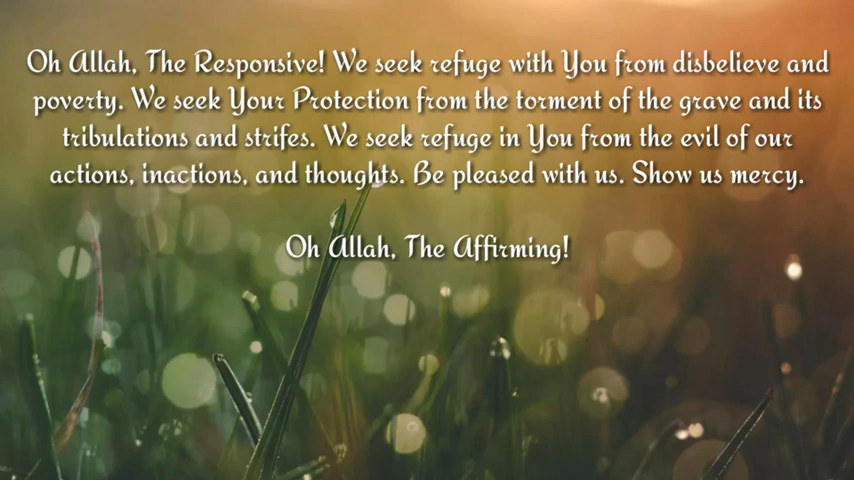 Oh Allah, The Responsive! We seek refuge with You from disbelieve and
poverty. We seek Your Protection from the torment of the grave and its
tribulations and strifes. We seek refuge in You from the evil of our
actions, inactions, and thoughts. Be pleased with us. Show us mercy.
Oh Allah, The Affirming!